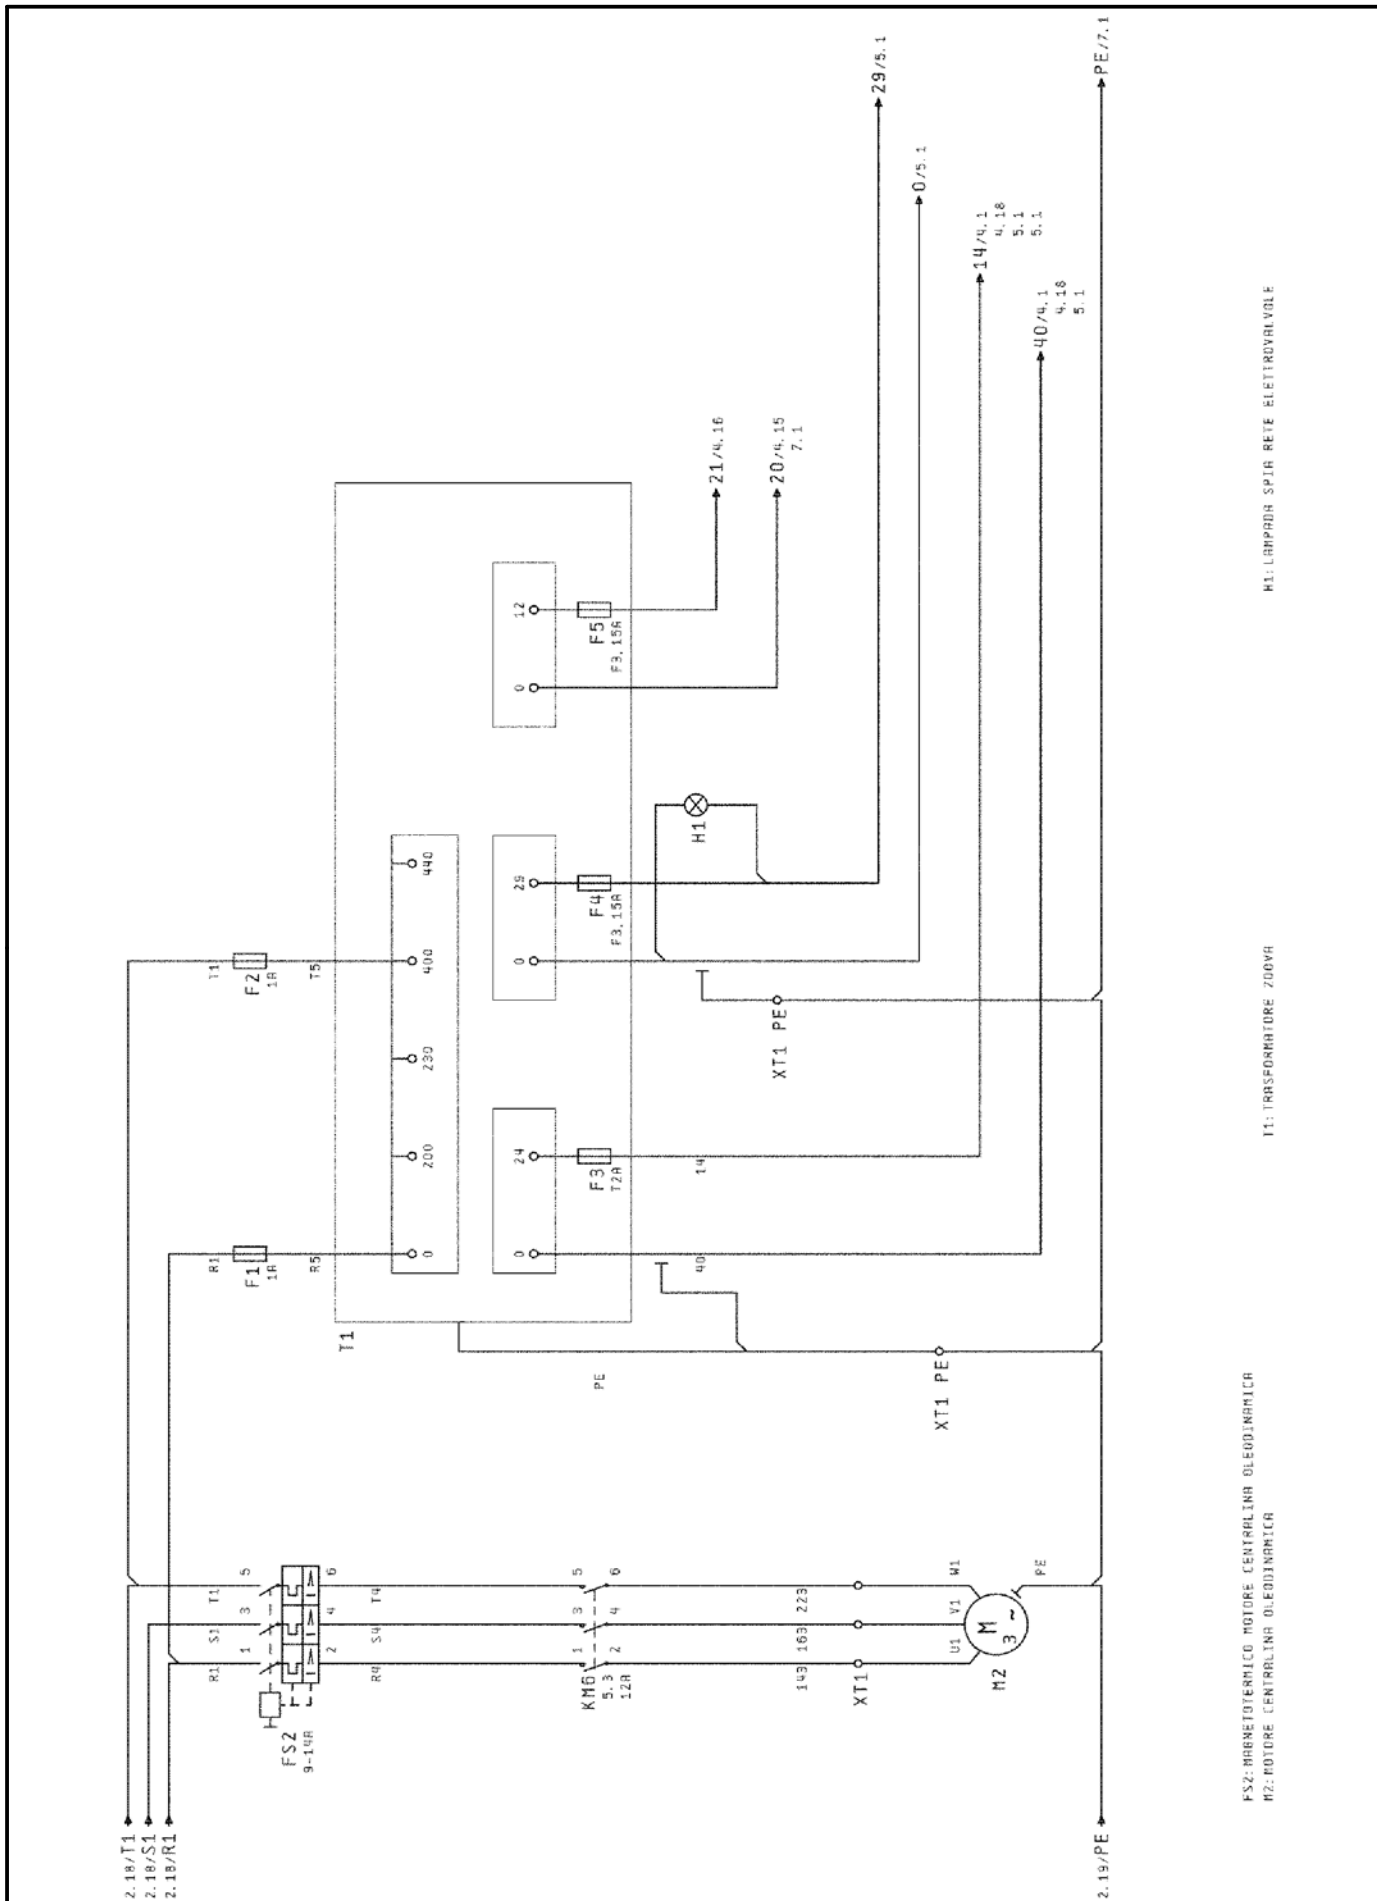 2.18/T1
2.18/S1
2.18/R1
R1
1
S1
3
T1
5
FS2
9-14A
2
4
6
R4
S4
T4
KM6
5.3
12A
1
3
5
2
4
6
143
163
223
XT1
U1
V1
W1
M
3 ~
M2
PE
2.19/PE
R1
F1
1A
R5
T1
F2
1A
T5
T1
0
200
230
400
440
0
24
0
29
0
12
F3
T2A
F4
F3,15A
F5
F3,15A
PE
40
14
H1
XT1 PE
XT1 PE
21/4.16
20/4.15
7.1
29/5.1
0/5.1
14/4.1
4.18
5.1
5.1
40/4.1
4.18
5.1
PE/7.1
FS2: MAGNETOTERMICO MOTORE CENTRALINA OLEODINAMICA
M2: MOTORE CENTRALINA OLEODINAMICA
T1: TRASFORMATORE 200VA
H1: LAMPADA SPIA RETE ELETTROVALVOLE